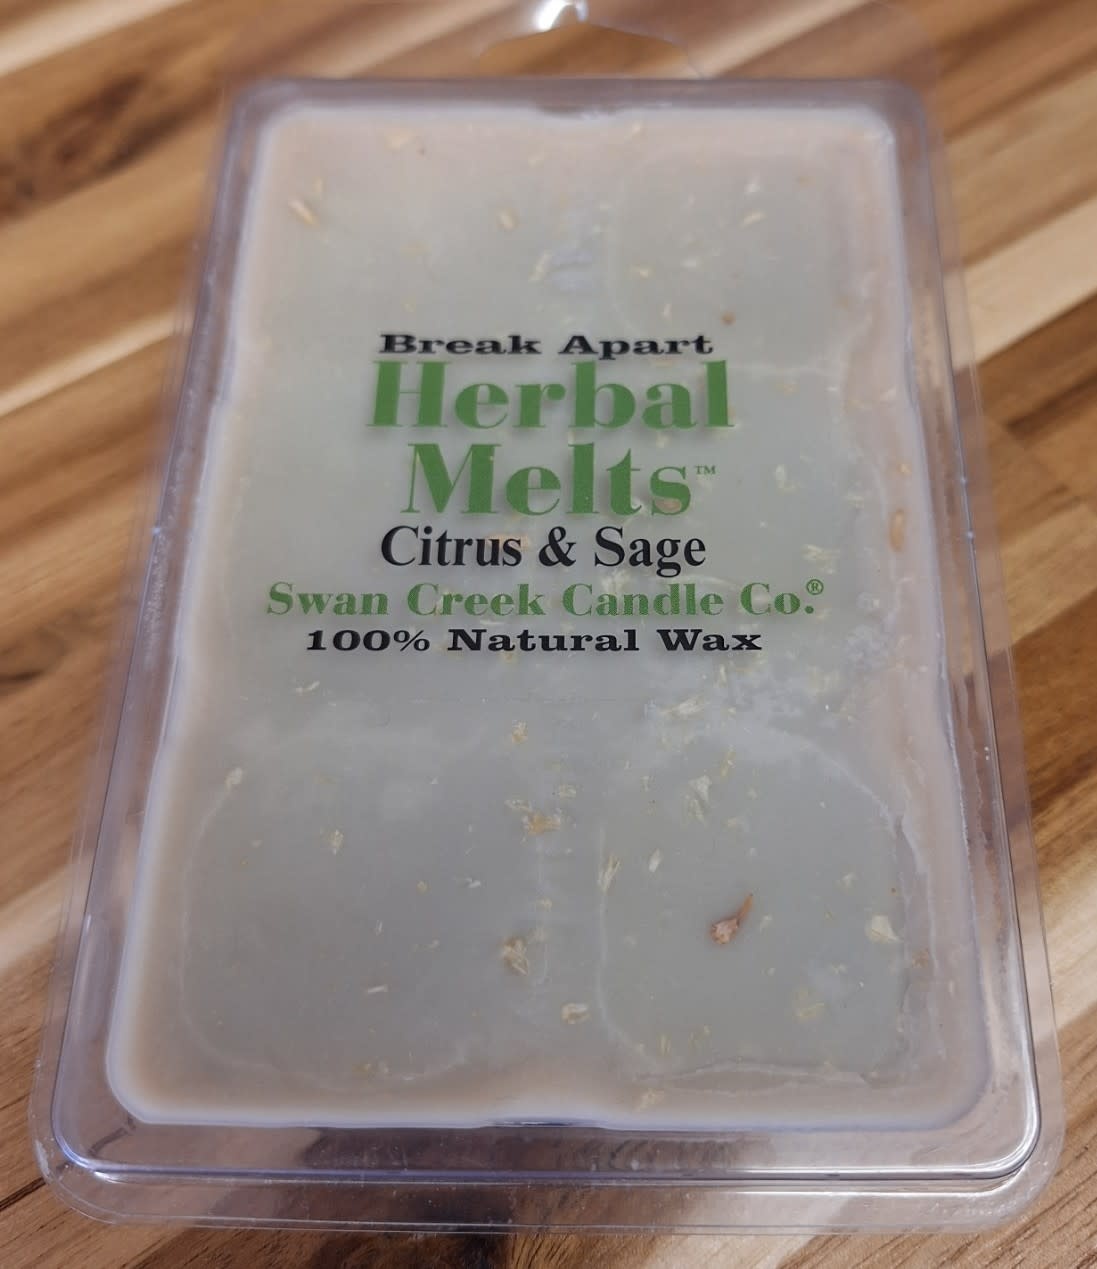 Break Apart
Herbal
Melts™
Citrus & Sage
Swan Creek Candle Co.®
100% Natural Wax